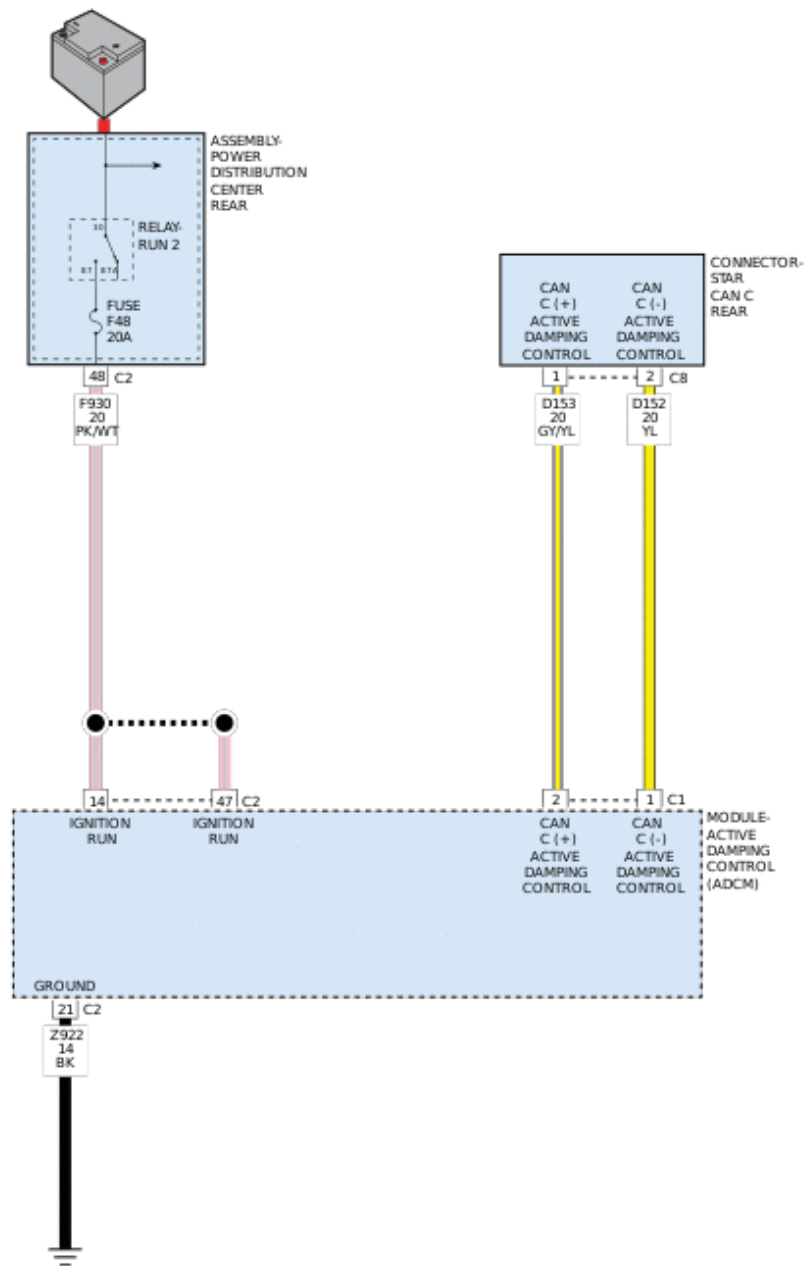 ASSEMBLY-
POWER
DISTRIBUTION
CENTER
REAR
30
RELAY-
RUN 2
87 87A
FUSE
F48
20A
48 C2
F930
20
PK/WT
CONNECTOR-
STAR
CAN C
REAR
CAN
C (+)
ACTIVE
DAMPING
CONTROL
CAN
C (-)
ACTIVE
DAMPING
CONTROL
1 2 C8
D153
20
GY/YL
D152
20
YL
14 47 C2
IGNITION
RUN
IGNITION
RUN
2 1 C1
CAN
C (+)
ACTIVE
DAMPING
CONTROL
CAN
C (-)
ACTIVE
DAMPING
CONTROL
MODULE-
ACTIVE
DAMPING
CONTROL
(ADCM)
GROUND
21 C2
Z922
14
BK